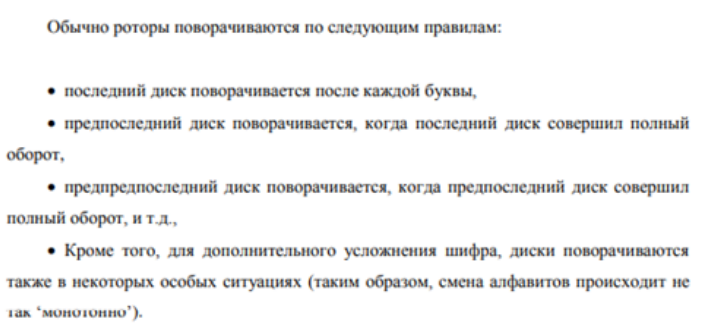 Обычно роторы поворачиваются по следующим правилам:
• последний диск поворачивается после каждой буквы,
• предпоследний диск поворачивается, когда последний диск совершил полный
оборот,
• предпредпоследний диск поворачивается, когда предпоследний диск совершил
полный оборот, и т.д.,
• Кроме того, для дополнительного усложнения шифра, диски поворачиваются
также в некоторых особых ситуациях (таким образом, смена алфавитов происходит не
так ‘монотонно’).